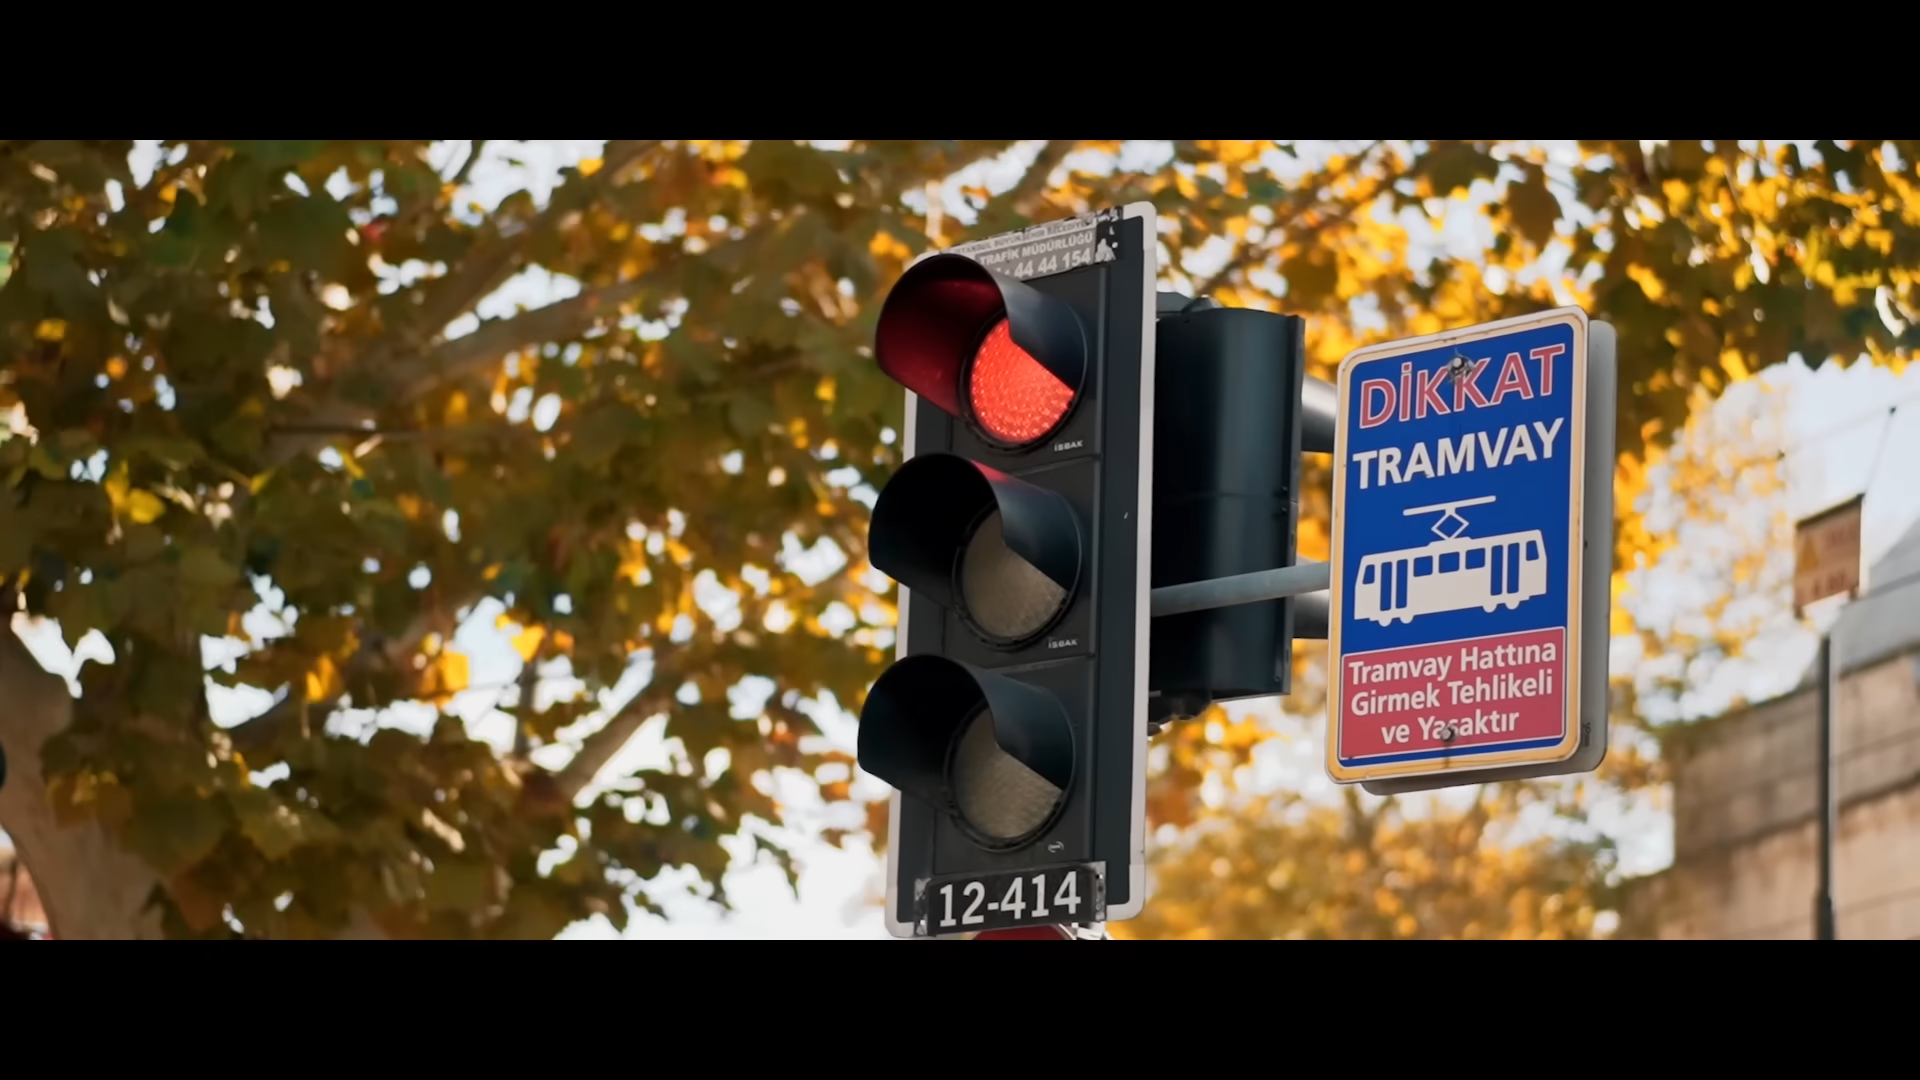 TRAFİK MÜDÜRLÜĞÜ
44 44 154
İSBAK
İSBAK
12-414
DİKKAT
TRAMVAY
Tramvay Hattına
Girmek Tehlikeli
ve Yasaktır